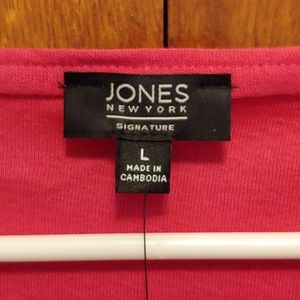 JONES
NEW YORK
SIGNATURE
L
MADE IN
CAMBODIA